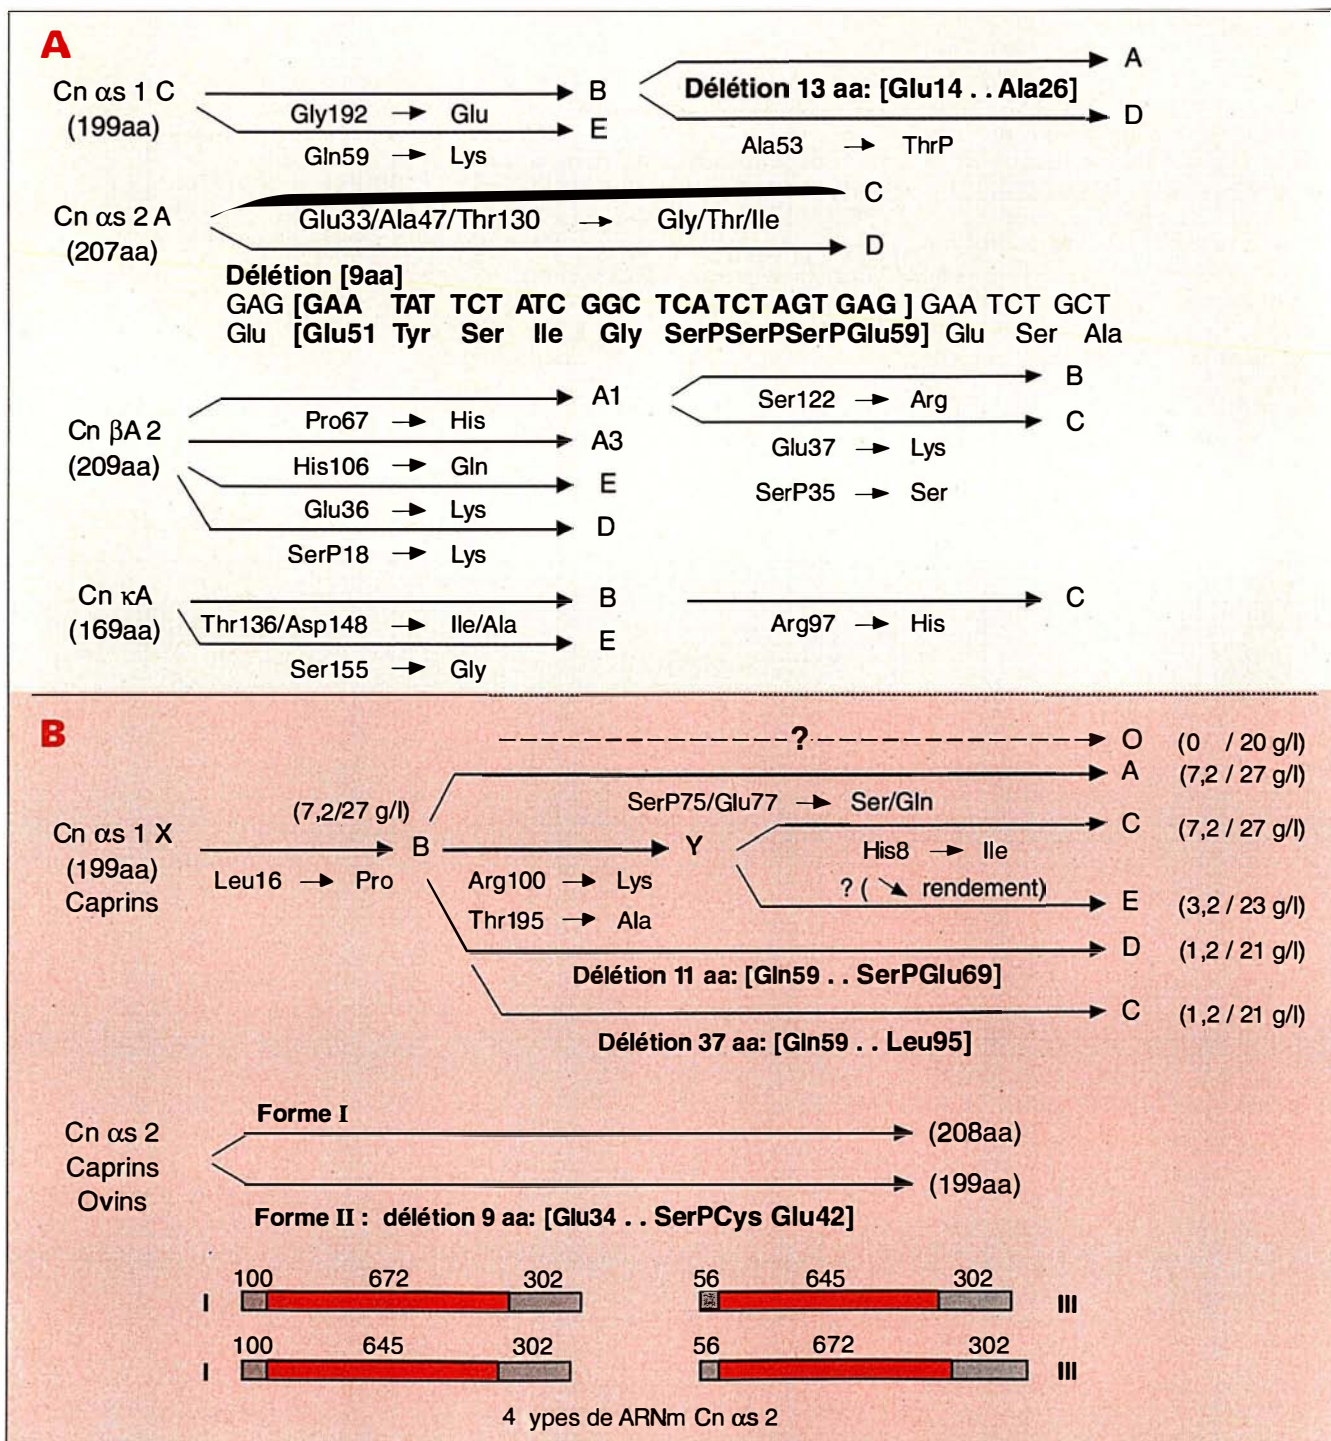 A
Cn αs 1 C
(199aa)
Gly192 → Glu
B
E
Gln59 → Lys
Délétion 13 aa: [Glu14 . . Ala26]
A
D
Ala53 → ThrP
Cn αs 2 A
(207aa)
Glu33/Ala47/Thr130 → Gly/Thr/Ile
C
D
Délétion [9aa]
GAG [GAA TAT TCT ATC GGC TCA TCT AGT GAG ] GAA TCT GCT
Glu [Glu51 Tyr Ser Ile Gly SerPSerPSerPGlu59] Glu Ser Ala
Cn βA 2
(209aa)
A1
Pro67 → His
A3
His106 → Gln
E
Glu36 → Lys
D
SerP18 → Lys
B
Ser122 → Arg
C
Glu37 → Lys
SerP35 → Ser
Cn κA
(169aa)
B
Thr136/Asp148 → Ile/Ala
E
Ser155 → Gly
C
Arg97 → His
B
? O (0 / 20 g/l)
A (7,2 / 27 g/l)
SerP75/Glu77 → Ser/Gln
Cn αs 1 X
(199aa)
Caprins
(7,2/27 g/l)
B
Leu16 → Pro
Y
Arg100 → Lys
Thr195 → Ala
C (7,2 / 27 g/l)
His8 → Ile
? ( ↘ rendement)
E (3,2 / 23 g/l)
D (1,2 / 21 g/l)
Délétion 11 aa: [Gln59 . . SerPGlu69]
C (1,2 / 21 g/l)
Délétion 37 aa: [Gln59 . . Leu95]
Cn αs 2
Caprins
Ovins
Forme I
(208aa)
(199aa)
Forme II : délétion 9 aa: [Glu34 . . SerPCys Glu42]
100 672 302
I
56 645 302
III
100 645 302
I
56 672 302
III
4 ypes de ARNm Cn αs 2